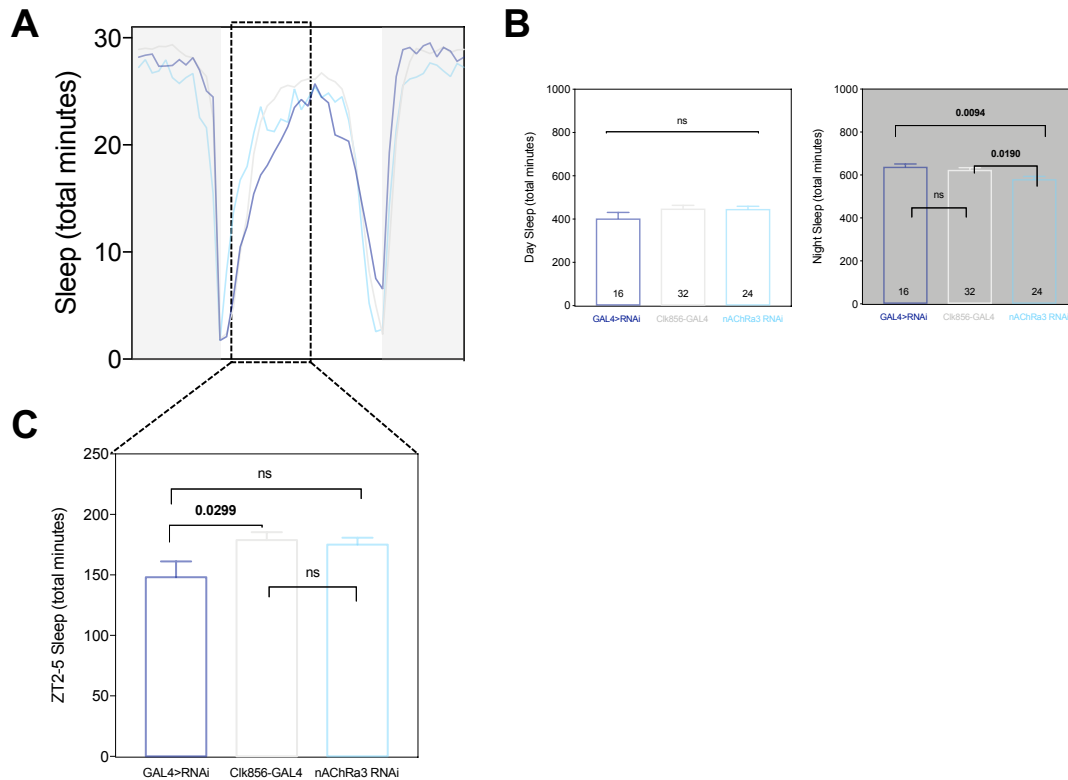 A
Sleep (total minutes)
30
20
10
0
B
Day Sleep (total minutes)
1000
800
600
400
200
0
ns
16
32
24
GAL4>RNAi
Clk856-GAL4
nAChRa3 RNAi
Night Sleep (total minutes)
1000
800
600
400
200
0
0.0094
0.0190
ns
16
32
24
GAL4>RNAi
Clk856-GAL4
nAChRa3 RNAi
C
ZT2-5 Sleep (total minutes)
250
200
150
100
50
0
ns
0.0299
ns
GAL4>RNAi
Clk856-GAL4
nAChRa3 RNAi